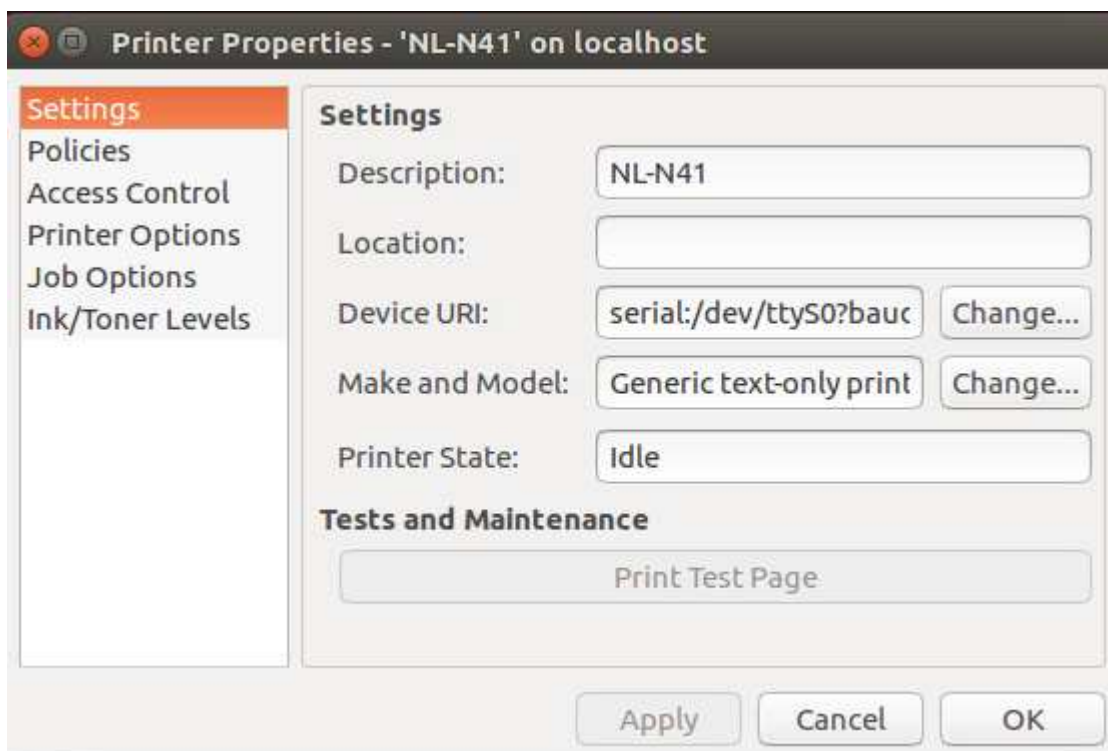 Printer Properties - 'NL-N41' on localhost
Settings
Policies
Access Control
Printer Options
Job Options
Ink/Toner Levels
Settings
Description: NL-N41
Location:
Device URI: serial:/dev/ttyS0?bauc Change...
Make and Model: Generic text-only print Change...
Printer State: Idle
Tests and Maintenance
Print Test Page
Apply Cancel OK